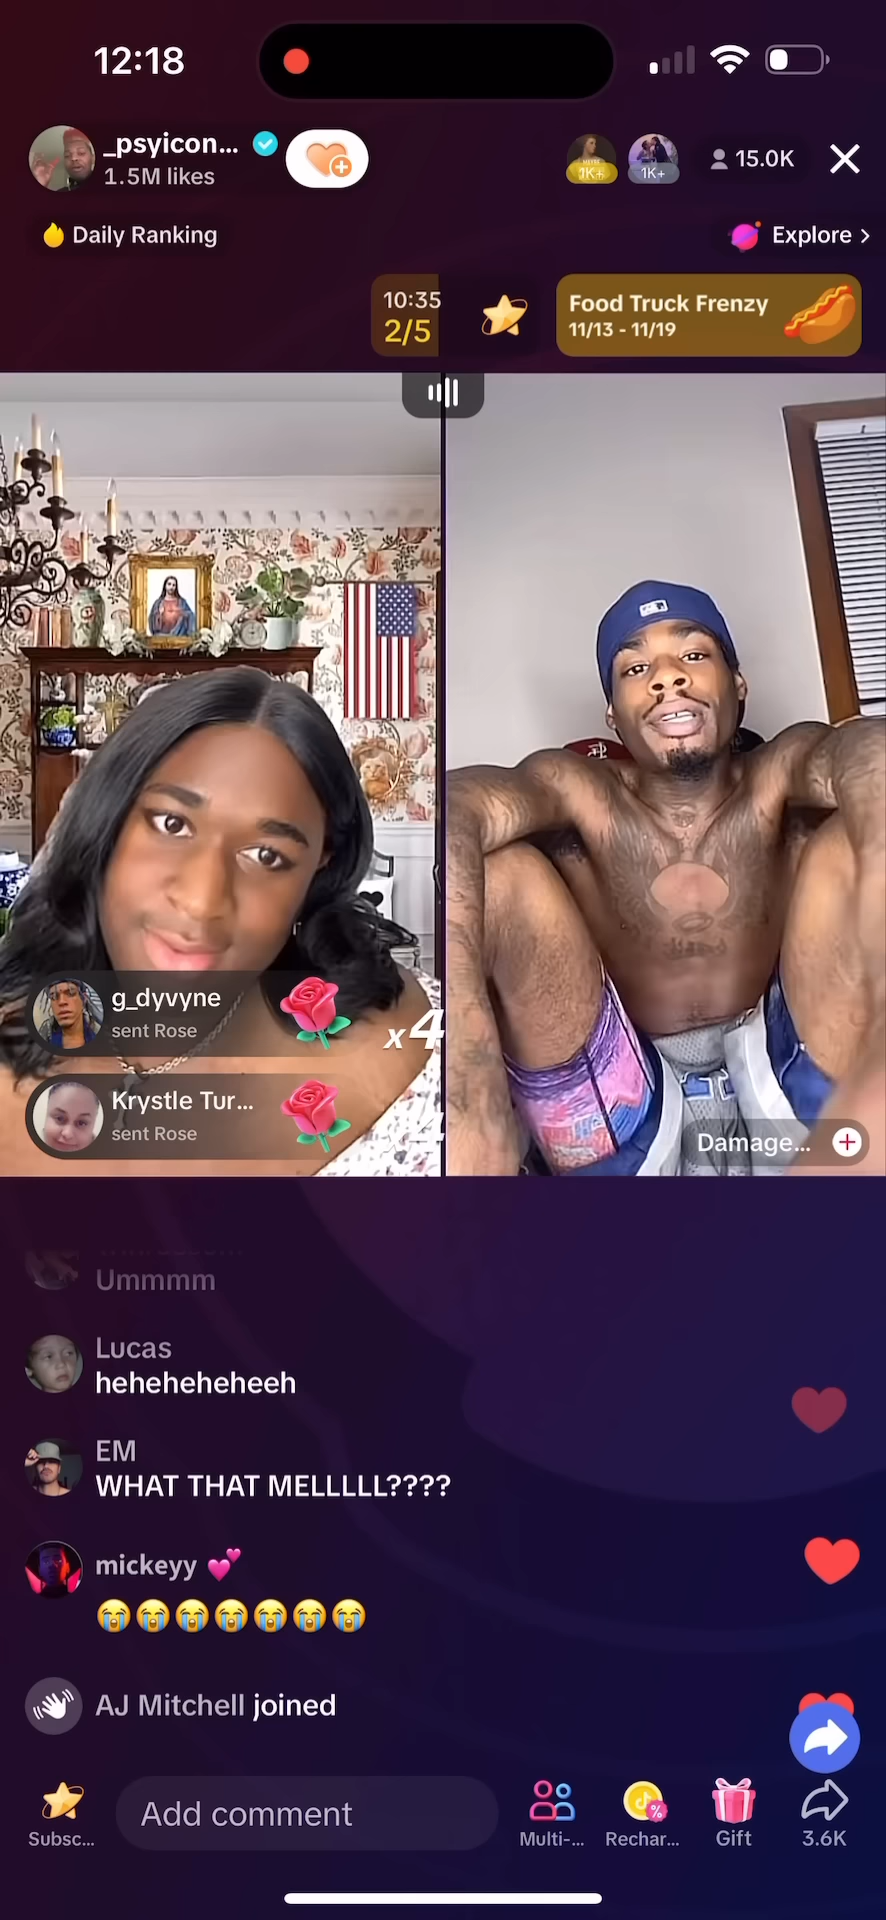 12:18
_psyicon...
1.5M likes
1K+
1K+
15.0K
Daily Ranking
Explore >
10:35
2/5
Food Truck Frenzy
11/13 - 11/19
g_dyvyne
sent Rose
x4
Krystle Tur...
sent Rose
Damage...
Ummmm
Lucas
heheheheheeh
EM
WHAT THAT MELLLLL????
mickeyy 💕
😭😭😭😭😭😭😭
AJ Mitchell joined
Add comment
Subsc...
Multi-...
Rechar...
Gift
3.6K